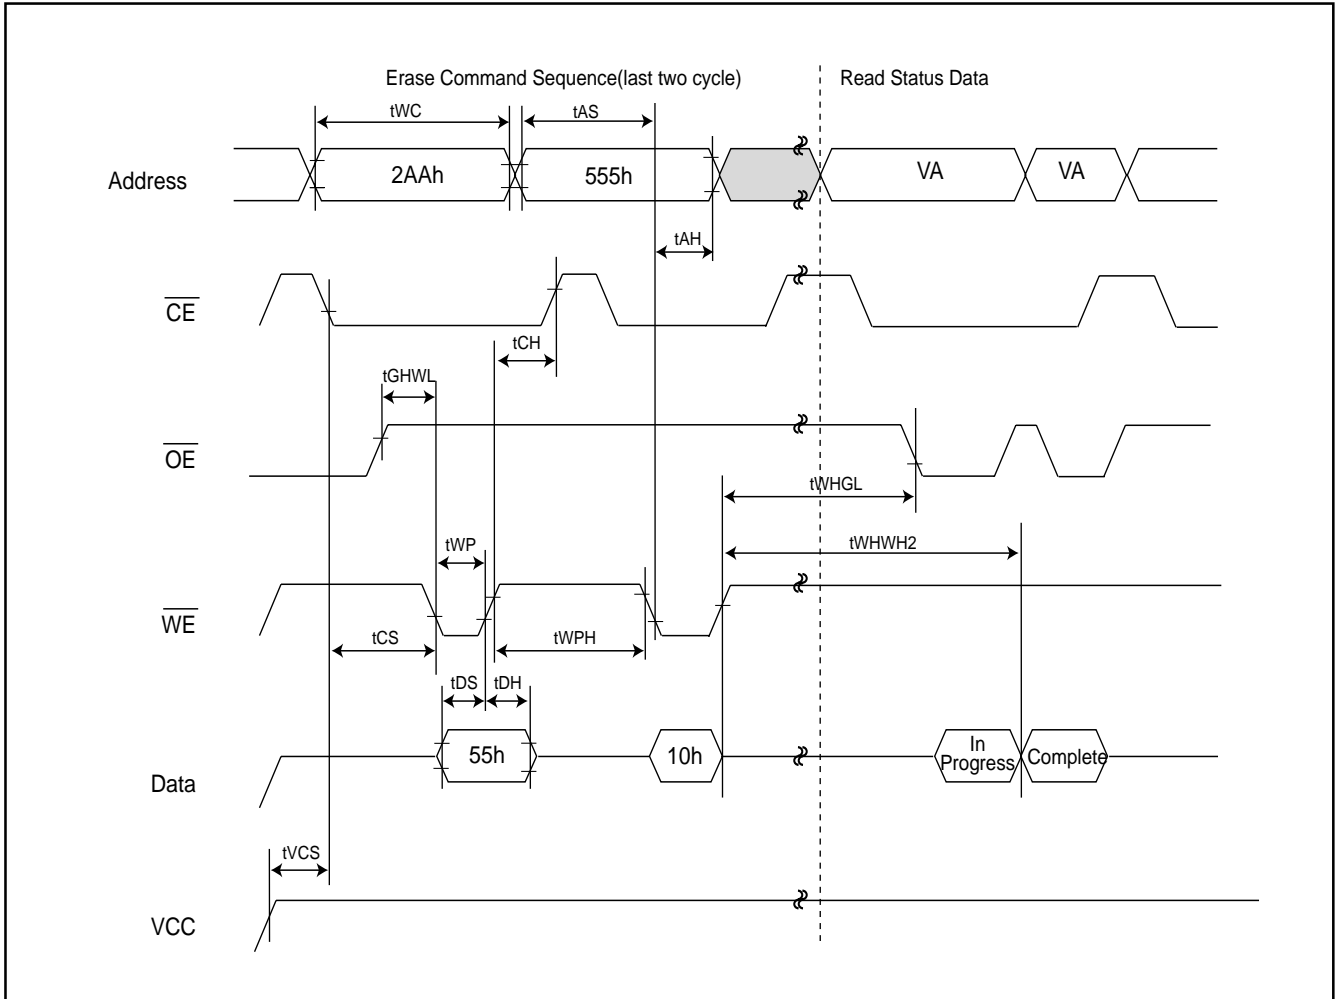 Erase Command Sequence(last two cycle)
Read Status Data
tWC
tAS
Address
2AAh
555h
VA
VA
tAH
CE
tCH
tGHWL
OE
tWHGL
tWP
tWHWH2
WE
tCS
tWPH
tDS
tDH
Data
55h
10h
In
Progress
Complete
tVCS
VCC